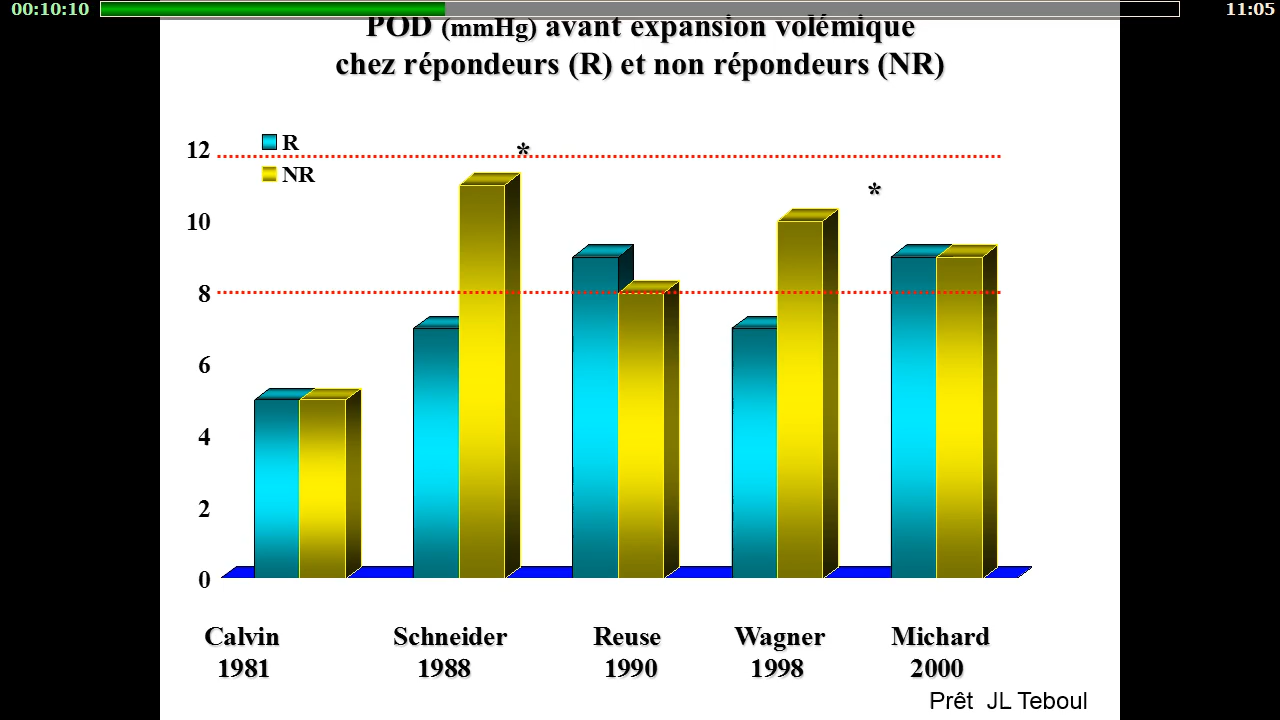 00:10:10
11:05
POD (mmHg) avant expansion volémique
chez répondeurs (R) et non répondeurs (NR)
R
NR
*
*
12
10
8
6
4
2
0
Calvin Schneider Reuse Wagner Michard
1981 1988 1990 1998 2000
Prêt JL Teboul